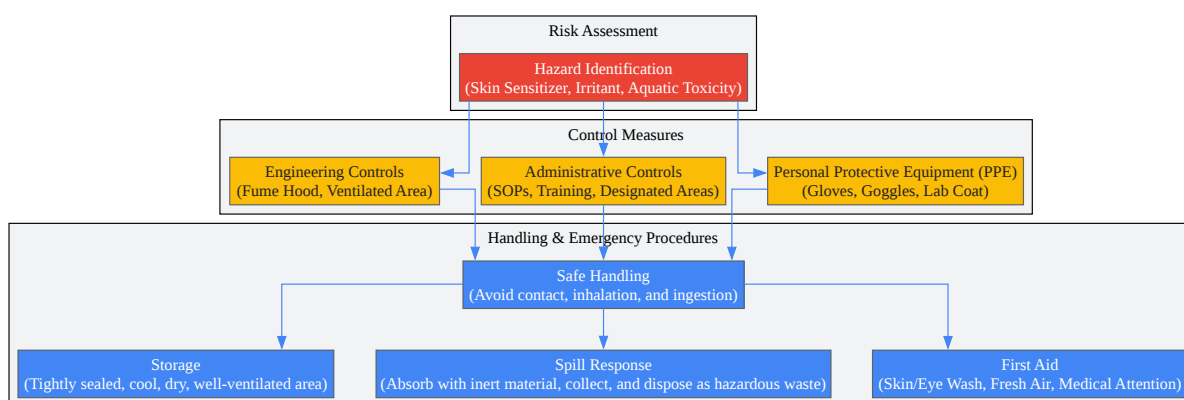 Risk Assessment
Hazard Identification
(Skin Sensitizer, Irritant, Aquatic Toxicity)
Control Measures
Engineering Controls
(Fume Hood, Ventilated Area)
Administrative Controls
(SOPs, Training, Designated Areas)
Personal Protective Equipment (PPE)
(Gloves, Goggles, Lab Coat)
Handling & Emergency Procedures
Safe Handling
(Avoid contact, inhalation, and ingestion)
Storage
(Tightly sealed, cool, dry, well-ventilated area)
Spill Response
(Absorb with inert material, collect, and dispose as hazardous waste)
First Aid
(Skin/Eye Wash, Fresh Air, Medical Attention)